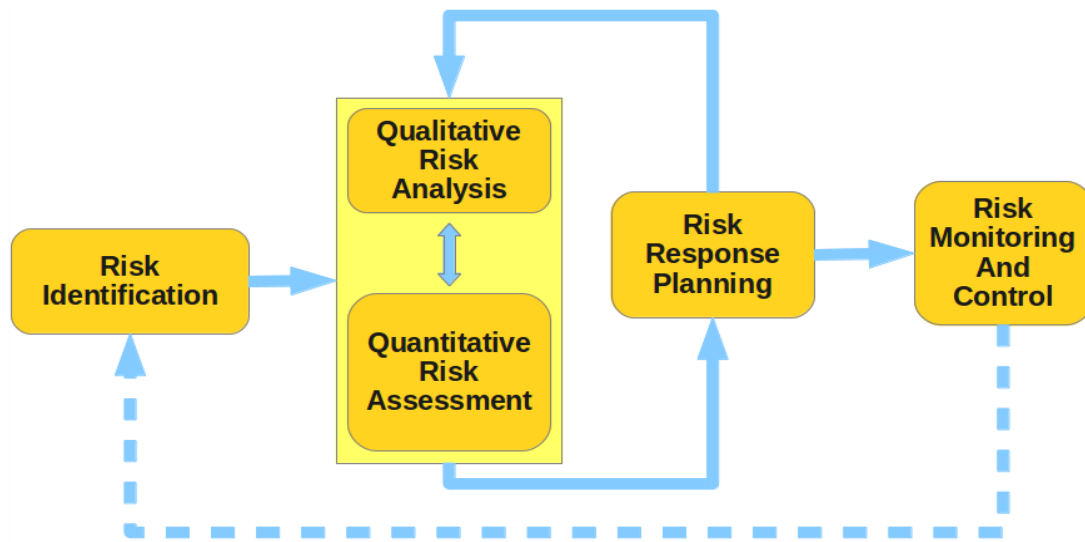 Risk
Identification
Qualitative
Risk
Analysis
Quantitative
Risk
Assessment
Risk
Response
Planning
Risk
Monitoring
And
Control